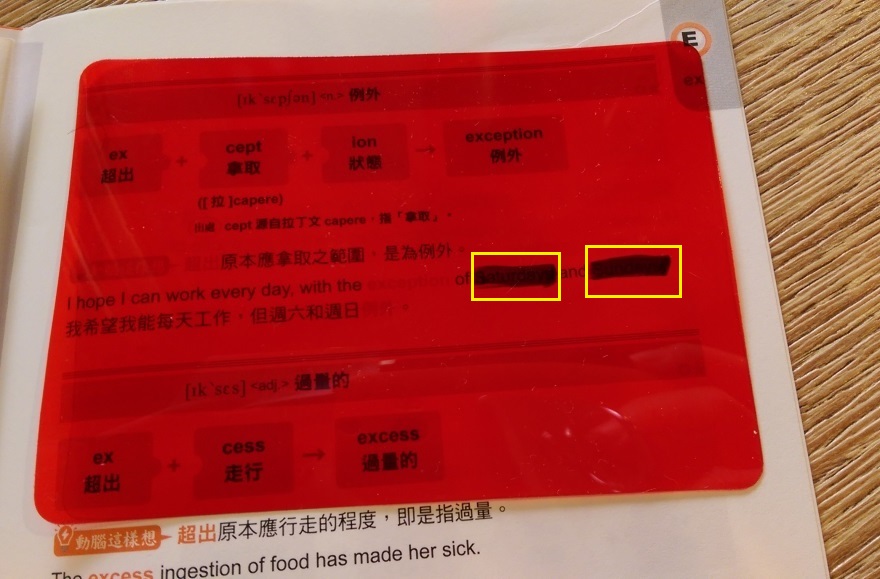 E
ex
[ɪkˋsɛpʃən] <n.> 例外
ex + cept + ion → exception
超出 拿取 狀態 例外
([拉]capere)
出處 cept 源自拉丁文 capere，指「拿取」。
超出原本應拿取之範圍，是為例外。
I hope I can work every day, with the exception of and
我希望我能每天工作，但週六和週日例外。
[ɪkˋsɛs] <adj.> 過量的
ex + cess → excess
超出 走行 過量的
動腦這樣想 超出原本應行走的程度，即是指過量。
The excess ingestion of food has made her sick.